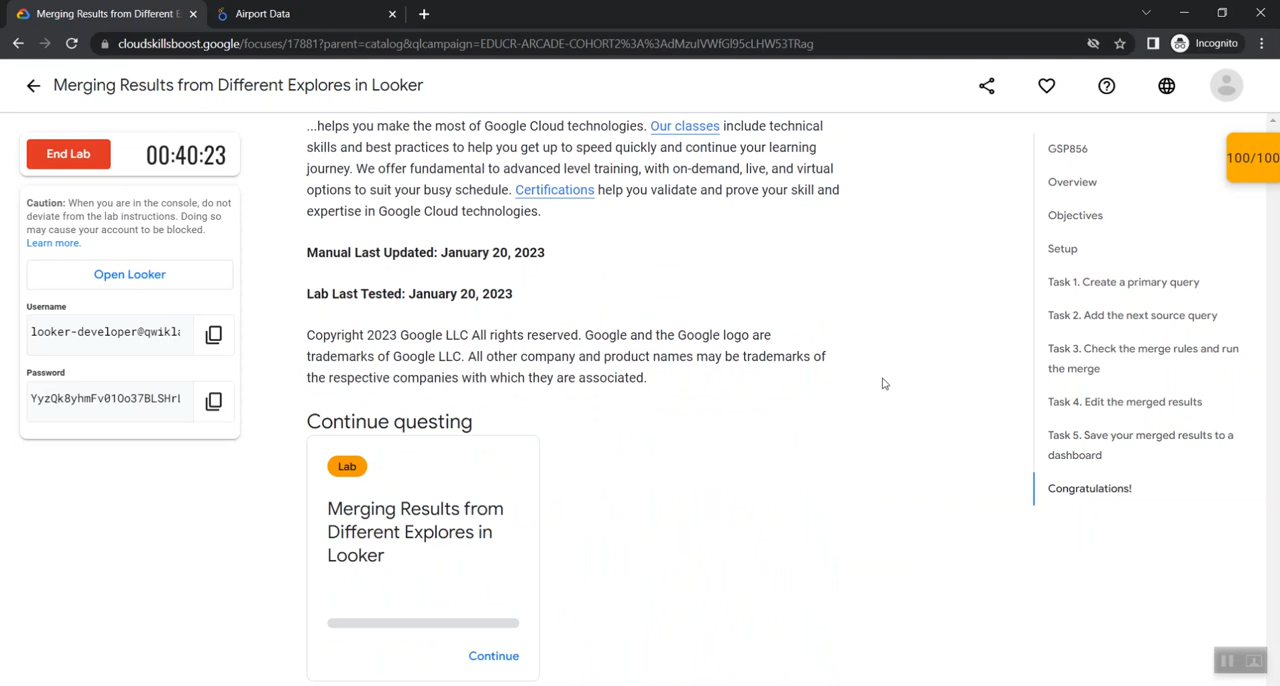 Merging Results from Different E
Airport Data
cloudskillsboost.google/focuses/17881?parent=catalog&qlcampaign=EDUCR-ARCADE-COHORT2%3A%3AdMzuIVWfGl95cLHW53TRag
Incognito
Merging Results from Different Explores in Looker
End Lab
00:40:23
Caution: When you are in the console, do not
deviate from the lab instructions. Doing so
may cause your account to be blocked.
Learn more.
Open Looker
Username
looker-developer@qwikla
Password
YyzQk8yhmFv01Oo37BLSHrL
...helps you make the most of Google Cloud technologies. Our classes include technical
skills and best practices to help you get up to speed quickly and continue your learning
journey. We offer fundamental to advanced level training, with on-demand, live, and virtual
options to suit your busy schedule. Certifications help you validate and prove your skill and
expertise in Google Cloud technologies.
Manual Last Updated: January 20, 2023
Lab Last Tested: January 20, 2023
Copyright 2023 Google LLC All rights reserved. Google and the Google logo are
trademarks of Google LLC. All other company and product names may be trademarks of
the respective companies with which they are associated.
Continue questing
Lab
Merging Results from
Different Explores in
Looker
Continue
GSP856
Overview
Objectives
Setup
Task 1. Create a primary query
Task 2. Add the next source query
Task 3. Check the merge rules and run
the merge
Task 4. Edit the merged results
Task 5. Save your merged results to a
dashboard
Congratulations!
100/100